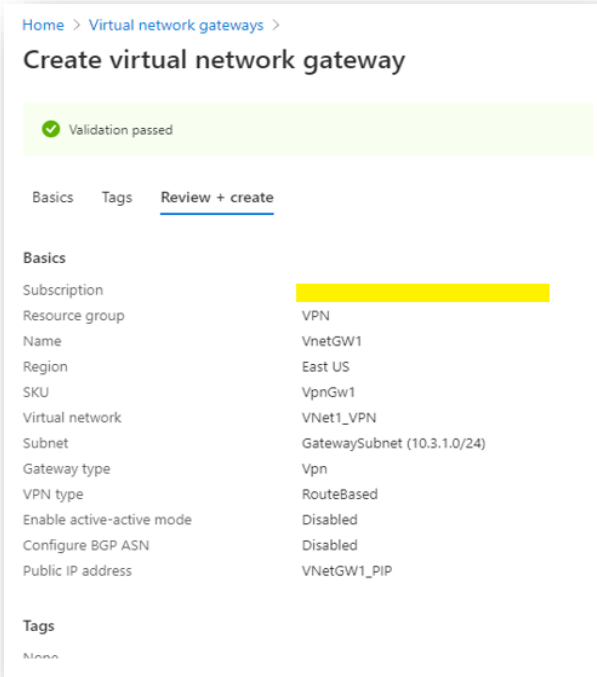 Home > Virtual network gateways >
Create virtual network gateway
Validation passed
Basics Tags Review + create
Basics
Subscription
Resource group VPN
Name VnetGW1
Region East US
SKU VpnGw1
Virtual network VNet1_VPN
Subnet GatewaySubnet (10.3.1.0/24)
Gateway type Vpn
VPN type RouteBased
Enable active-active mode Disabled
Configure BGP ASN Disabled
Public IP address VNetGW1_PIP
Tags
None